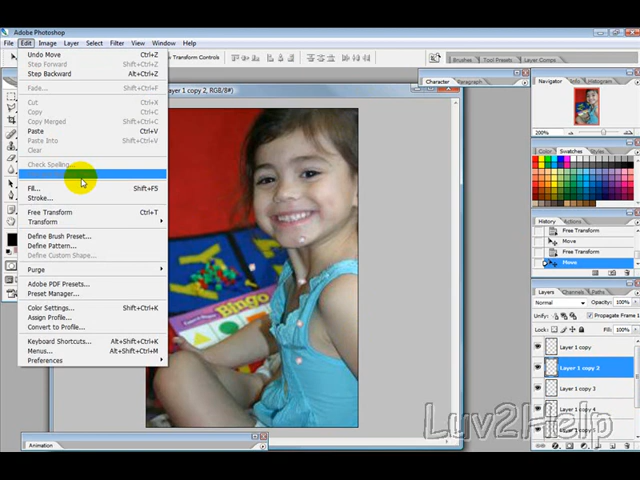 Adobe Photoshop
File Edit Image Layer Select Filter View Window Help
Undo Move Ctrl+Z
Step Forward Shift+Ctrl+Z
Step Backward Alt+Ctrl+Z
Fade... Shift+Ctrl+F
Cut Ctrl+X
Copy Ctrl+C
Copy Merged Shift+Ctrl+C
Paste Ctrl+V
Paste Into Shift+Ctrl+V
Clear
Check Spelling...
Fill... Shift+F5
Stroke...
Free Transform Ctrl+T
Transform
Define Brush Preset...
Define Pattern...
Define Custom Shape...
Purge
Adobe PDF Presets...
Preset Manager...
Color Settings... Shift+Ctrl+K
Assign Profile...
Convert to Profile...
Keyboard Shortcuts... Alt+Shift+Ctrl+K
Menus... Alt+Shift+Ctrl+M
Preferences
Transform Controls
Brushes Tool Presets Layer Comps
Character Paragraph
ayer 1 copy 2, RGB/8#)
Bingo
Navigator Info Histogram
200%
Color Swatches Styles
History Actions
Free Transform
Move
Free Transform
Move
Layers Channels Paths
Normal Opacity: 100%
Unify: Propagate Frame 1
Lock: Fill: 100%
Layer 1 copy
Layer 1 copy 2
Layer 1 copy 3
Layer 1 copy 4
Animation
Luv2Help